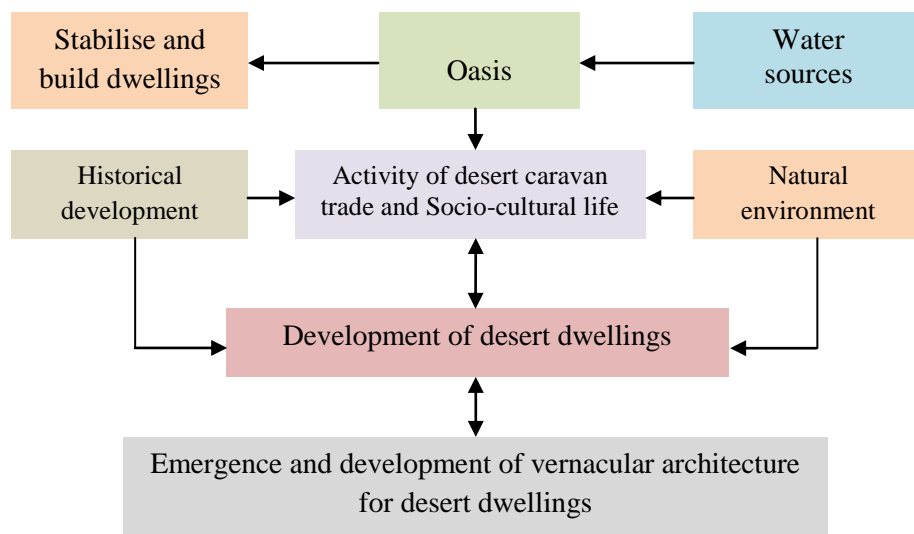 Stabilise and
build dwellings
Oasis
Water
sources
Historical
development
Activity of desert caravan
trade and Socio-cultural life
Natural
environment
Development of desert dwellings
Emergence and development of vernacular architecture
for desert dwellings